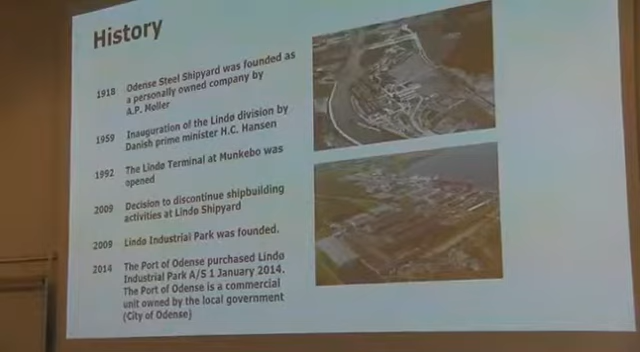 History
1918 Odense Steel Shipyard was founded as
a personally owned company by
A.P. Møller
1959 Inauguration of the Lindø division by
Danish prime minister H.C. Hansen
1992 The Lindø Terminal at Munkebo was
opened
2009 Decision to discontinue shipbuilding
activities at Lindø Shipyard
2009 Lindø Industrial Park was founded.
2014 The Port of Odense purchased Lindø
Industrial Park A/S 1 January 2014.
The Port of Odense is a commercial
unit owned by the local government
(City of Odense)